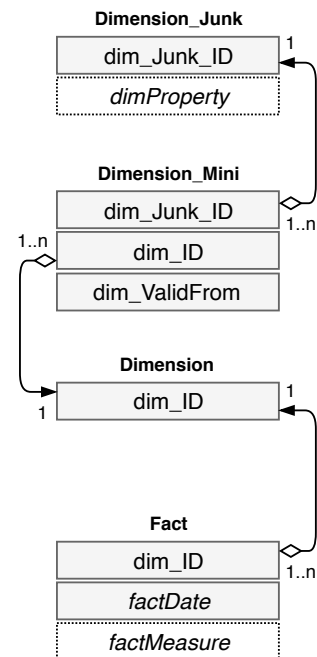 Dimension_Junk
1
dim_Junk_ID
dimProperty
Dimension_Mini
dim_Junk_ID
1..n
1..n
dim_ID
dim_ValidFrom
Dimension
1
dim_ID
1
Fact
dim_ID
1..n
factDate
factMeasure